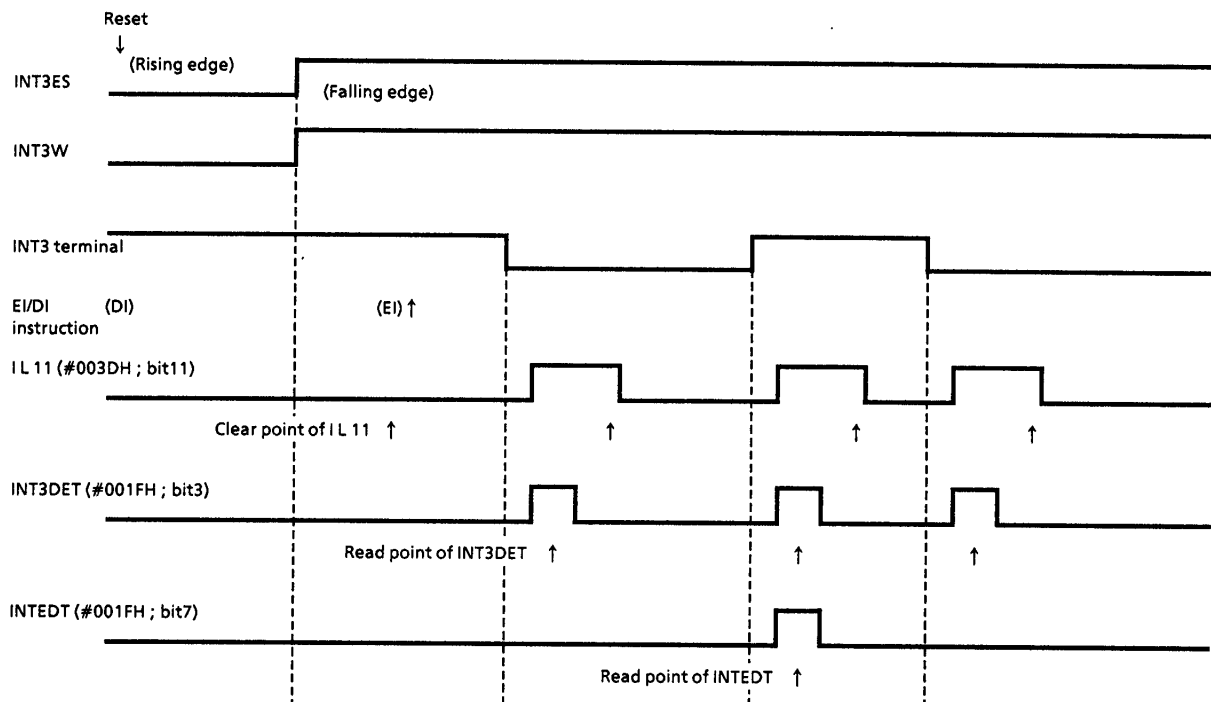 Reset
↓
(Rising edge)
INT3ES
(Falling edge)
INT3W
INT3 terminal
EI/DI (DI) (EI) ↑
instruction
I L 11 (#003DH ; bit11)
Clear point of I L 11 ↑ ↑ ↑ ↑
INT3DET (#001FH ; bit3)
Read point of INT3DET ↑ ↑ ↑
INTEDT (#001FH ; bit7)
Read point of INTEDT ↑